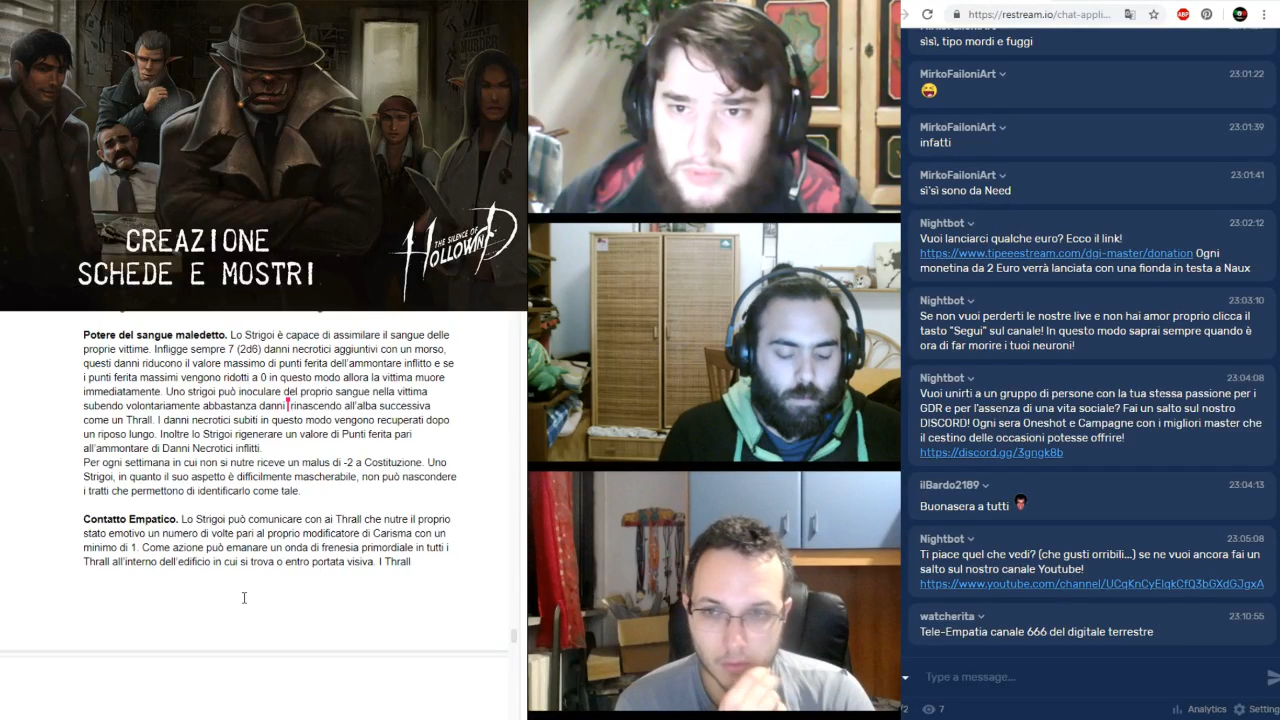 CREAZIONE
SCHEDE E MOSTRI
THE SILENCE OF
HOLLOWIND
Potere del sangue maledetto. Lo Strigoi è capace di assimilare il sangue delle
proprie vittime. Infligge sempre 7 (2d6) danni necrotici aggiuntivi con un morso,
questi danni riducono il valore massimo di punti ferita dell'ammontare inflitto e se
i punti ferita massimi vengono ridotti a 0 in questo modo allora la vittima muore
immediatamente. Uno strigoi può inoculare del proprio sangue nella vittima
subendo volontariamente abbastanza danni rinascendo all'alba successiva
come un Thrall. I danni necrotici subiti in questo modo vengono recuperati dopo
un riposo lungo. Inoltre lo Strigoi rigenerare un valore di Punti ferita pari
all'ammontare di Danni Necrotici inflitti.
Per ogni settimana in cui non si nutre riceve un malus di -2 a Costituzione. Uno
Strigoi, in quanto il suo aspetto è difficilmente mascherabile, non può nascondere
i tratti che permettono di identificarlo come tale.
Contatto Empatico. Lo Strigoi può comunicare con ai Thrall che nutre il proprio
stato emotivo un numero di volte pari al proprio modificatore di Carisma con un
minimo di 1. Come azione può emanare un onda di frenesia primordiale in tutti i
Thrall all'interno dell'edificio in cui si trova o entro portata visiva. I Thrall
https://restream.io/chat-appli...
ABP
sìsì, tipo mordi e fuggi
MirkoFailoniArt 23:01:22
MirkoFailoniArt 23:01:39
infatti
MirkoFailoniArt 23:01:41
sì'sì sono da Need
Nightbot 23:02:12
Vuoi lanciarci qualche euro? Ecco il link!
https://www.tipeeestream.com/dgi-master/donation Ogni
monetina da 2 Euro verrà lanciata con una fionda in testa a Naux
Nightbot 23:03:10
Se non vuoi perderti le nostre live e non hai amor proprio clicca il
tasto "Segui" sul canale! In questo modo saprai sempre quando è
ora di far morire i tuoi neuroni!
Nightbot 23:04:08
Vuoi unirti a un gruppo di persone con la tua stessa passione per i
GDR e per l'assenza di una vita sociale? Fai un salto sul nostro
DISCORD! Ogni sera Oneshot e Campagne con i migliori master che
il cestino delle occasioni potesse offrire!
https://discord.gg/3gngk8b
ilBardo2189 23:04:13
Buonasera a tutti
Nightbot 23:05:08
Ti piace quel che vedi? (che gusti orribili...) se ne vuoi ancora fai un
salto sul nostro canale Youtube!
https://www.youtube.com/channel/UCqKnCyElqkCfQ3bGXdGJgxA
watcherita 23:10:55
Tele-Empatia canale 666 del digitale terrestre
Type a message...
/2 7 Analytics Setting